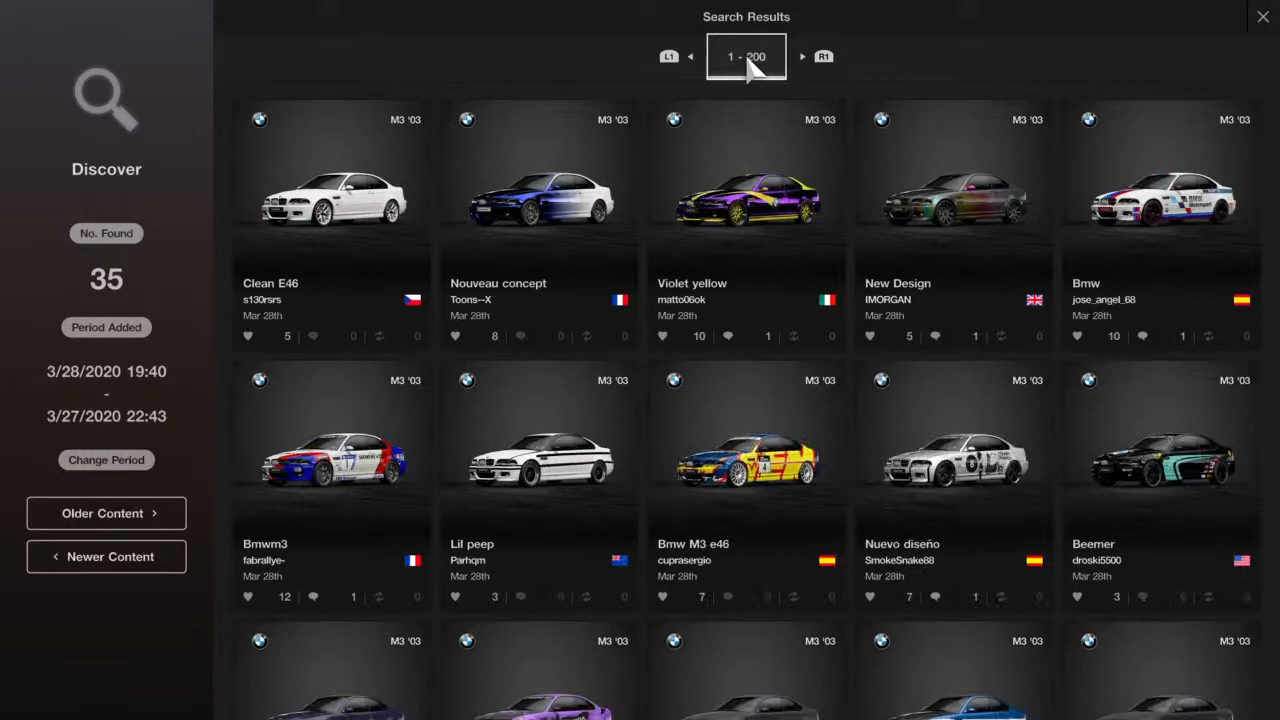 Search Results
L1
1 - 200
R1
Discover
No. Found
35
Period Added
3/28/2020 19:40
-
3/27/2020 22:43
Change Period
Older Content
Newer Content
M3 '03
Clean E46
s130rsrs
Mar 28th
5 0 0
M3 '03
Nouveau concept
Toons--X
Mar 28th
8 0 0
M3 '03
Violet yellow
matto06ok
Mar 28th
10 1 0
M3 '03
New Design
IMORGAN
Mar 28th
5 1 0
M3 '03
Bmw
jose_angel_68
Mar 28th
10 1 0
M3 '03
Bmwm3
fabrallye-
Mar 28th
12 1 0
M3 '03
Lil peep
Parhqm
Mar 28th
3 0 0
M3 '03
Bmw M3 e46
cuprasergio
Mar 28th
7 0 0
M3 '03
Nuevo diseño
SmokeSnake88
Mar 28th
7 1 0
M3 '03
Beemer
droski5500
Mar 28th
3 0 0
M3 '03
M3 '03
M3 '03
M3 '03
M3 '03